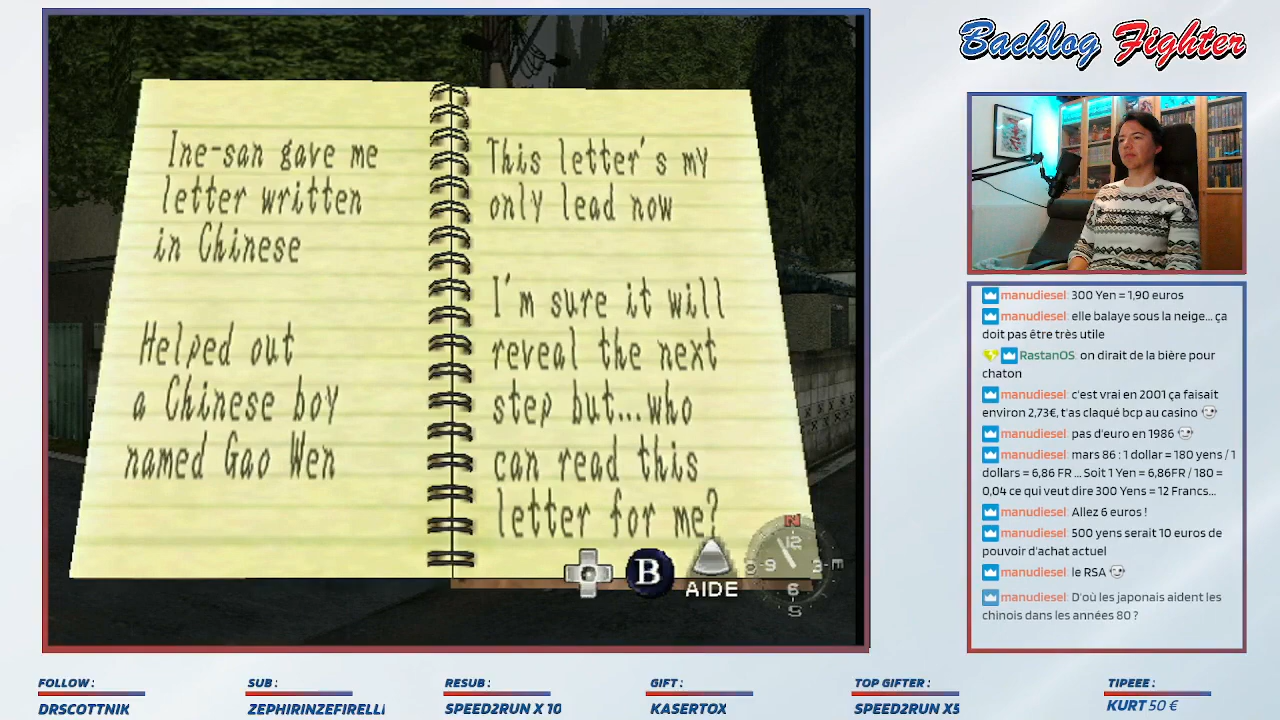 Backlog Fighter
Ine-san gave me
letter written
in Chinese
Helped out
a Chinese boy
named Gao Wen
This letter's my
only lead now
I'm sure it will
reveal the next
step but...who
can read this
letter for me?
B
AIDE
N
12
9
3
E
6
S
manudiesel: 300 Yen = 1,90 euros
manudiesel: elle balaye sous la neige... ça
doit pas être très utile
RastanOS: on dirait de la bière pour
chaton
manudiesel: c'est vrai en 2001 ça faisait
environ 2,73€, t'as claqué bcp au casino
manudiesel: pas d'euro en 1986
manudiesel: mars 86 : 1 dollar = 180 yens / 1
dollars = 6,86 FR ... Soit 1 Yen = 6,86FR / 180 =
0,04 ce qui veut dire 300 Yens = 12 Francs...
manudiesel: Allez 6 euros !
manudiesel: 500 yens serait 10 euros de
pouvoir d'achat actuel
manudiesel: le RSA
manudiesel: D'où les japonais aident les
chinois dans les années 80 ?
FOLLOW :
DRSCOTTNIK
SUB :
ZEPHIRINZEFIRELLI
RESUB :
SPEED2RUN X 10
GIFT :
KASERTOX
TOP GIFTER :
SPEED2RUN X5
TIPEEE :
KURT 50 €